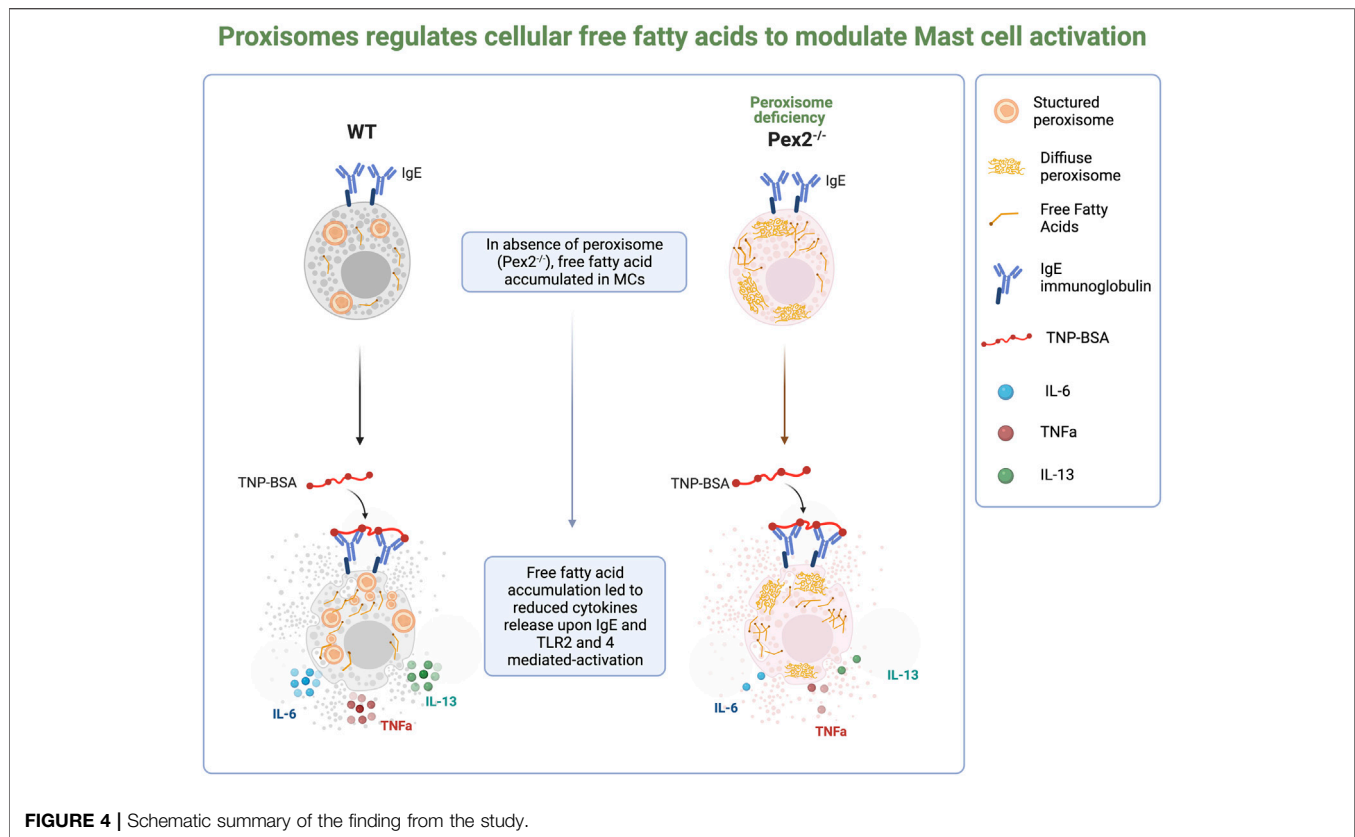 Proxisomes regulates cellular free fatty acids to modulate Mast cell activation
WT
IgE
Peroxisome
deficiency
Pex2-/-
IgE
In absence of peroxisome
(Pex2-/-), free fatty acid
accumulated in MCs
TNP-BSA
TNP-BSA
Free fatty acid
accumulation led to
reduced cytokines
release upon IgE and
TLR2 and 4
mediated-activation
IL-6
TNFa
IL-13
IL-6
TNFa
IL-13
Stuctured
peroxisome
Diffiuse
peroxisome
Free Fatty
Acids
IgE
immunoglobulin
TNP-BSA
IL-6
TNFa
IL-13
FIGURE 4 | Schematic summary of the finding from the study.